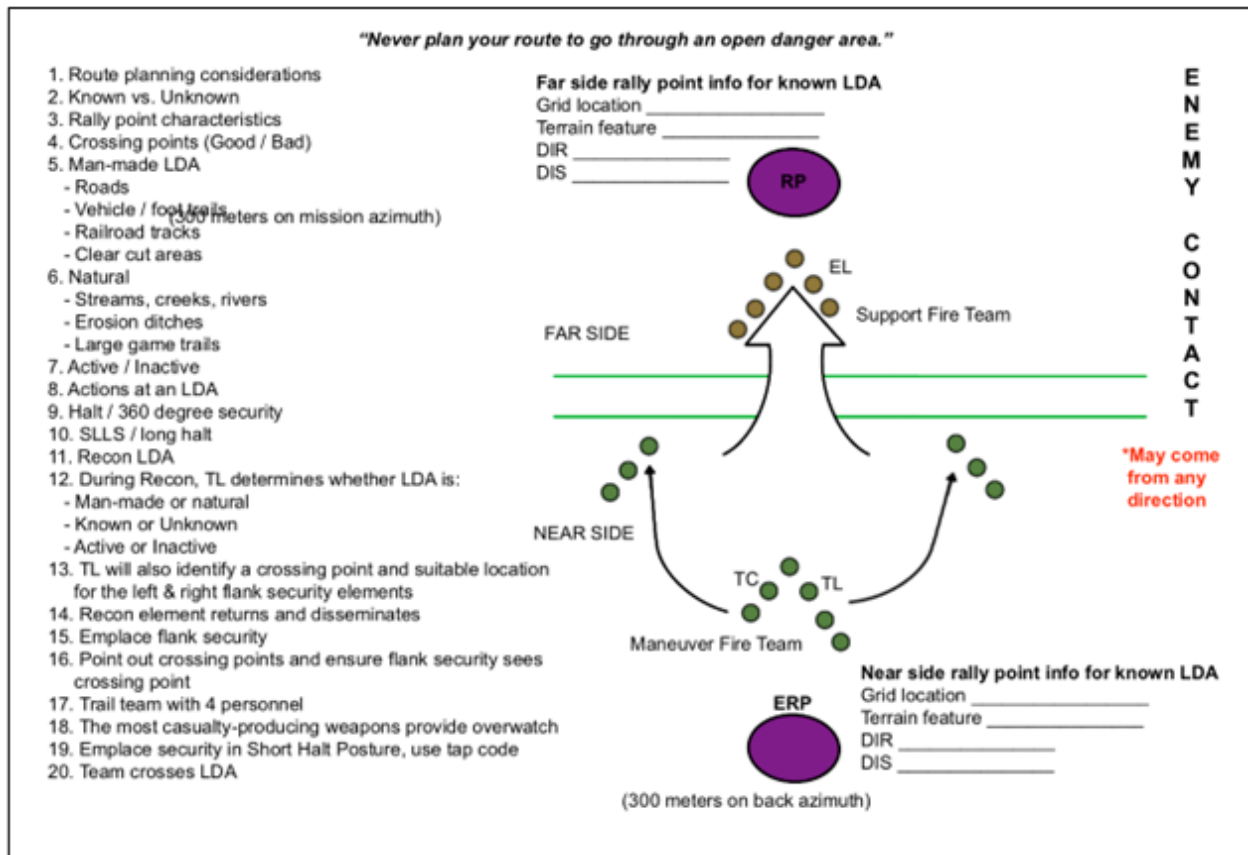 “Never plan your route to go through an open danger area.”
1. Route planning considerations
2. Known vs. Unknown
3. Rally point characteristics
4. Crossing points (Good / Bad)
5. Man-made LDA
- Roads
- Vehicle / foot trails
(300 meters on mission azimuth)
- Railroad tracks
- Clear cut areas
6. Natural
- Streams, creeks, rivers
- Erosion ditches
- Large game trails
7. Active / Inactive
8. Actions at an LDA
9. Halt / 360 degree security
10. SLLS / long halt
11. Recon LDA
12. During Recon, TL determines whether LDA is:
- Man-made or natural
- Known or Unknown
- Active or Inactive
13. TL will also identify a crossing point and suitable location
for the left & right flank security elements
14. Recon element returns and disseminates
15. Emplace flank security
16. Point out crossing points and ensure flank security sees
crossing point
17. Trail team with 4 personnel
18. The most casualty-producing weapons provide overwatch
19. Emplace security in Short Halt Posture, use tap code
20. Team crosses LDA
Far side rally point info for known LDA
Grid location ____________________
Terrain feature __________________
DIR __________________
DIS __________________
RP
EL
Support Fire Team
FAR SIDE
NEAR SIDE
TC
TL
Maneuver Fire Team
ERP
(300 meters on back azimuth)
Near side rally point info for known LDA
Grid location ____________________
Terrain feature __________________
DIR __________________
DIS __________________
ENEMY CONTACT
*May come
from any
direction